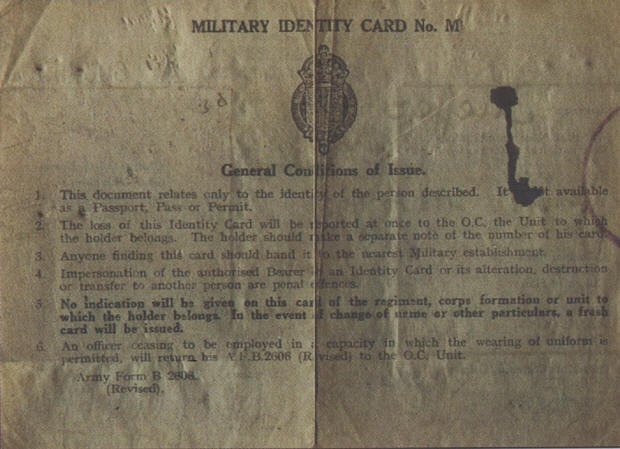 MILITARY IDENTITY CARD No. M
General Conditions of Issue.
1. This document relates only to the identity of the person described. It available
as a Passport, Pass or Permit.
2. The loss of this Identity Card will be reported at once to the O.C. the Unit to which
the holder belongs. The holder should make a separate note of the number of his card.
3. Anyone finding this card should hand it to the nearest Military establishment.
4. Impersonation of the authorised Bearer an Identity Card or its alteration, destruction
or transfer to another person are penal offences.
5. No indication will be given on this card of the regiment, corps formation or unit to
which the holder belongs. In the event of change of name or other particulars, a fresh
card will be issued.
6. An officer ceasing to be employed in a capacity in which the wearing of uniform is
permitted, will return his A.F.B.2606 (Revised) to the O.C. Unit.
Army Form B 2606.
(Revised).